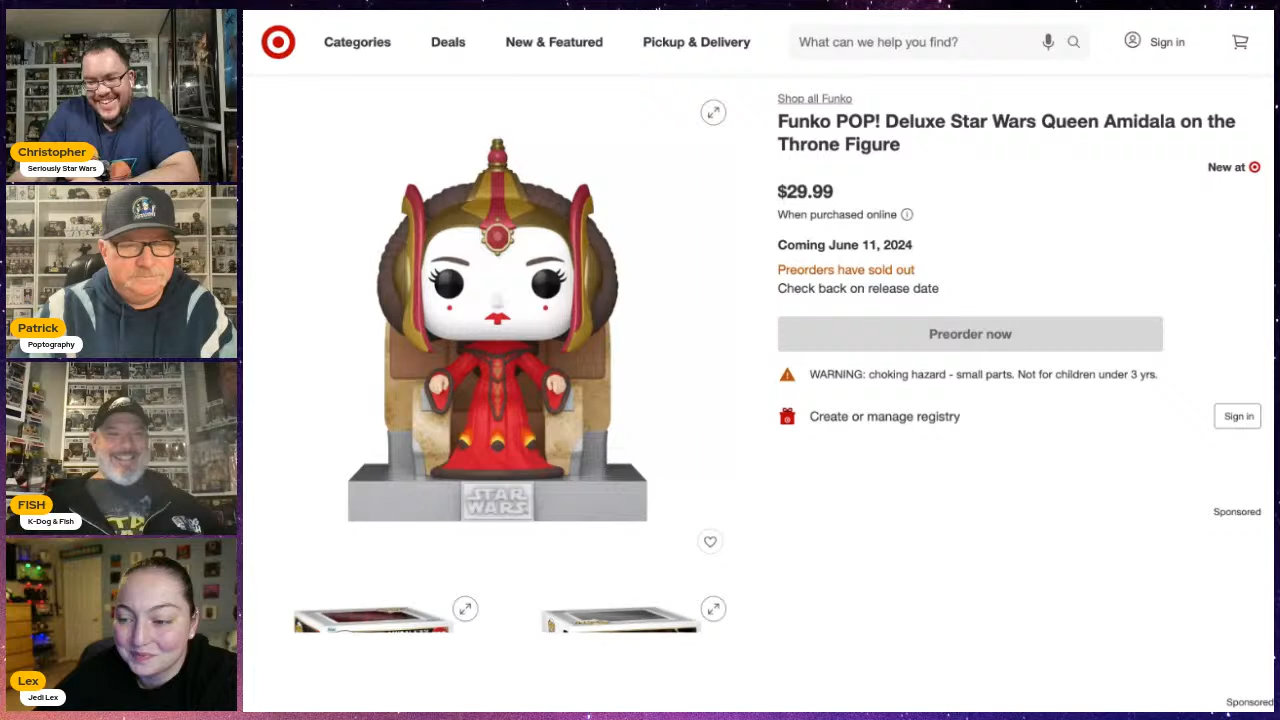 Christopher
Seriously Star Wars
Patrick
Poptography
FISH
K-Dog & Fish
Lex
Jedi Lex
Categories
Deals
New & Featured
Pickup & Delivery
What can we help you find?
Sign in
Shop all Funko
Funko POP! Deluxe Star Wars Queen Amidala on the
Throne Figure
New at
$29.99
When purchased online
Coming June 11, 2024
Preorders have sold out
Check back on release date
Preorder now
WARNING: choking hazard - small parts. Not for children under 3 yrs.
Create or manage registry
Sign in
Sponsored
STAR
WARS
Sponsored